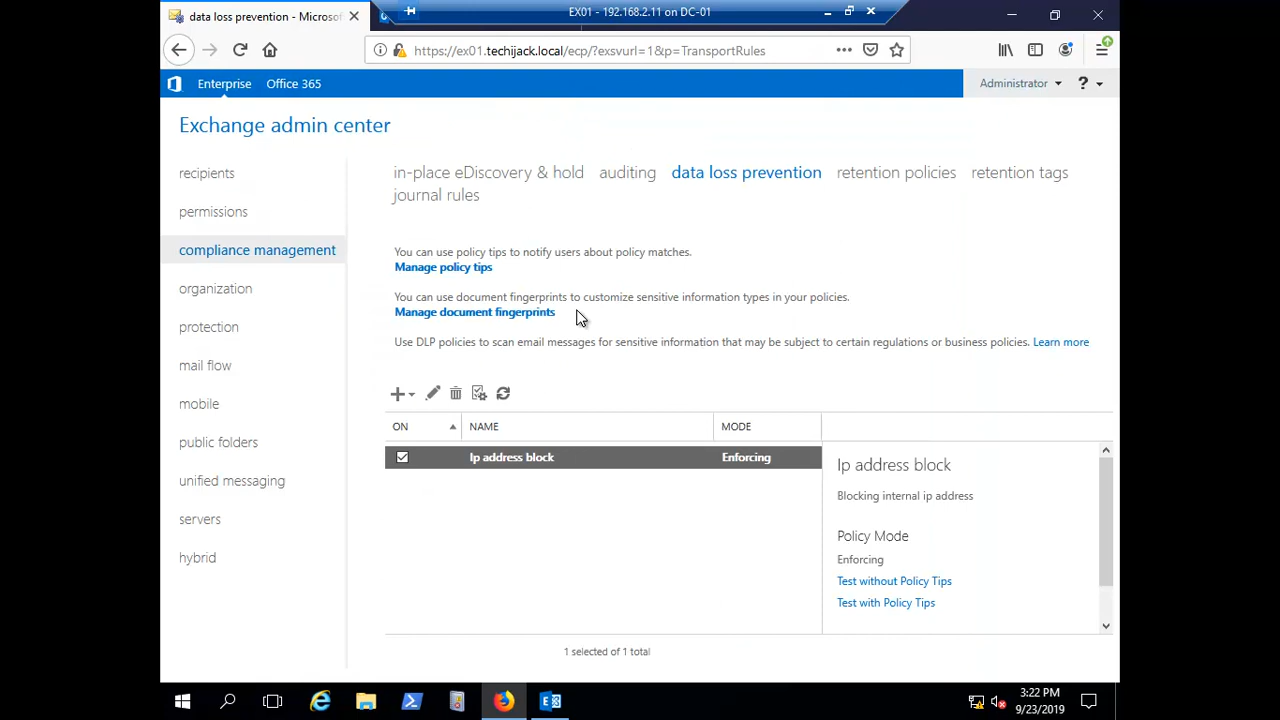 data loss prevention - Microsof
EX01 - 192.168.2.11 on DC-01
https://ex01.techijack.local/ecp/?exsvurl=1&p=TransportRules
Enterprise Office 365
Administrator
?
Exchange admin center
recipients
permissions
compliance management
organization
protection
mail flow
mobile
public folders
unified messaging
servers
hybrid
in-place eDiscovery & hold auditing data loss prevention retention policies retention tags
journal rules
You can use policy tips to notify users about policy matches.
Manage policy tips
You can use document fingerprints to customize sensitive information types in your policies.
Manage document fingerprints
Use DLP policies to scan email messages for sensitive information that may be subject to certain regulations or business policies. Learn more
ON NAME MODE
Ip address block Enforcing
Ip address block
Blocking internal ip address
Policy Mode
Enforcing
Test without Policy Tips
Test with Policy Tips
1 selected of 1 total
3:22 PM
9/23/2019